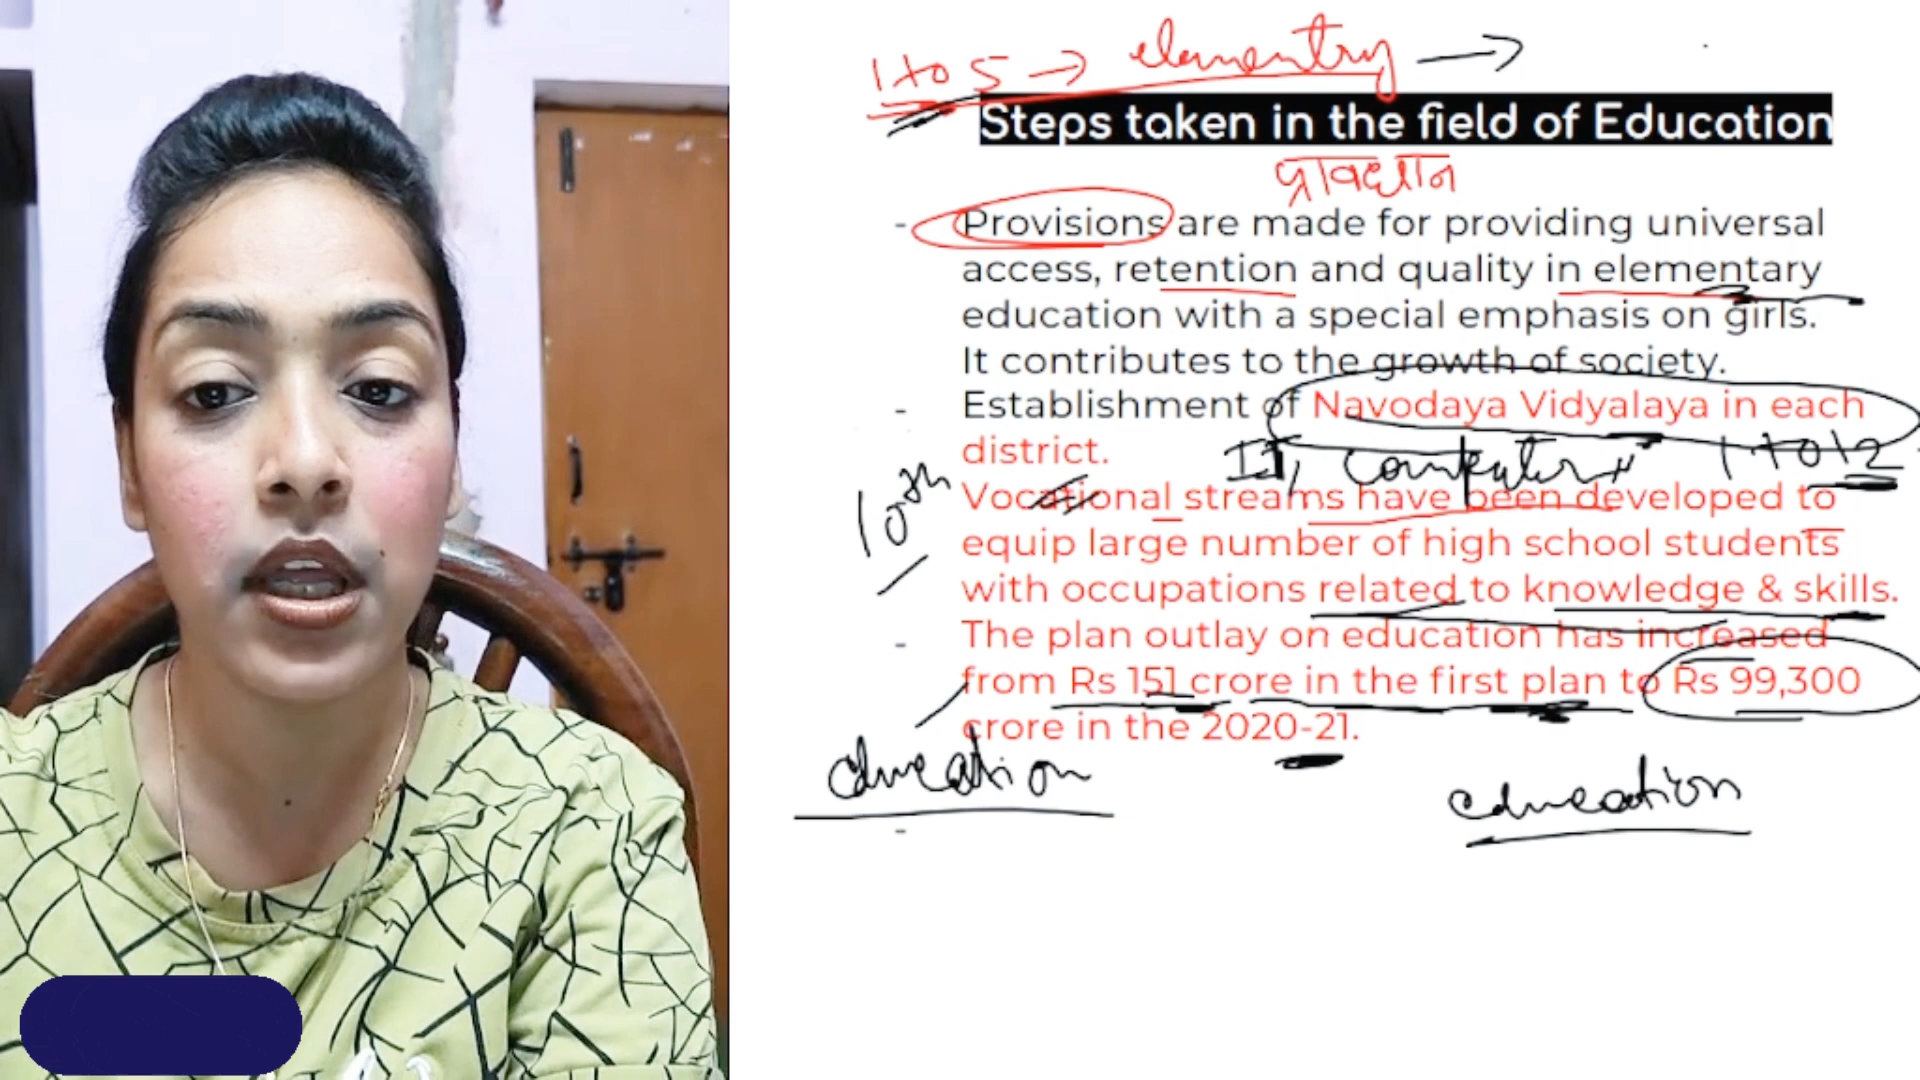 1 to 5 → elementry →
Steps taken in the field of Education
प्रावधान
- Provisions are made for providing universal
access, retention and quality in elementary
education with a special emphasis on girls.
It contributes to the growth of society.
- Establishment of Navodaya Vidyalaya in each
district.
IT, computer 1 to 12
10th
Vocational streams have been developed to
equip large number of high school students
with occupations related to knowledge & skills.
- The plan outlay on education has increased
from Rs 151 crore in the first plan to Rs 99,300
crore in the 2020-21.
education
education
-